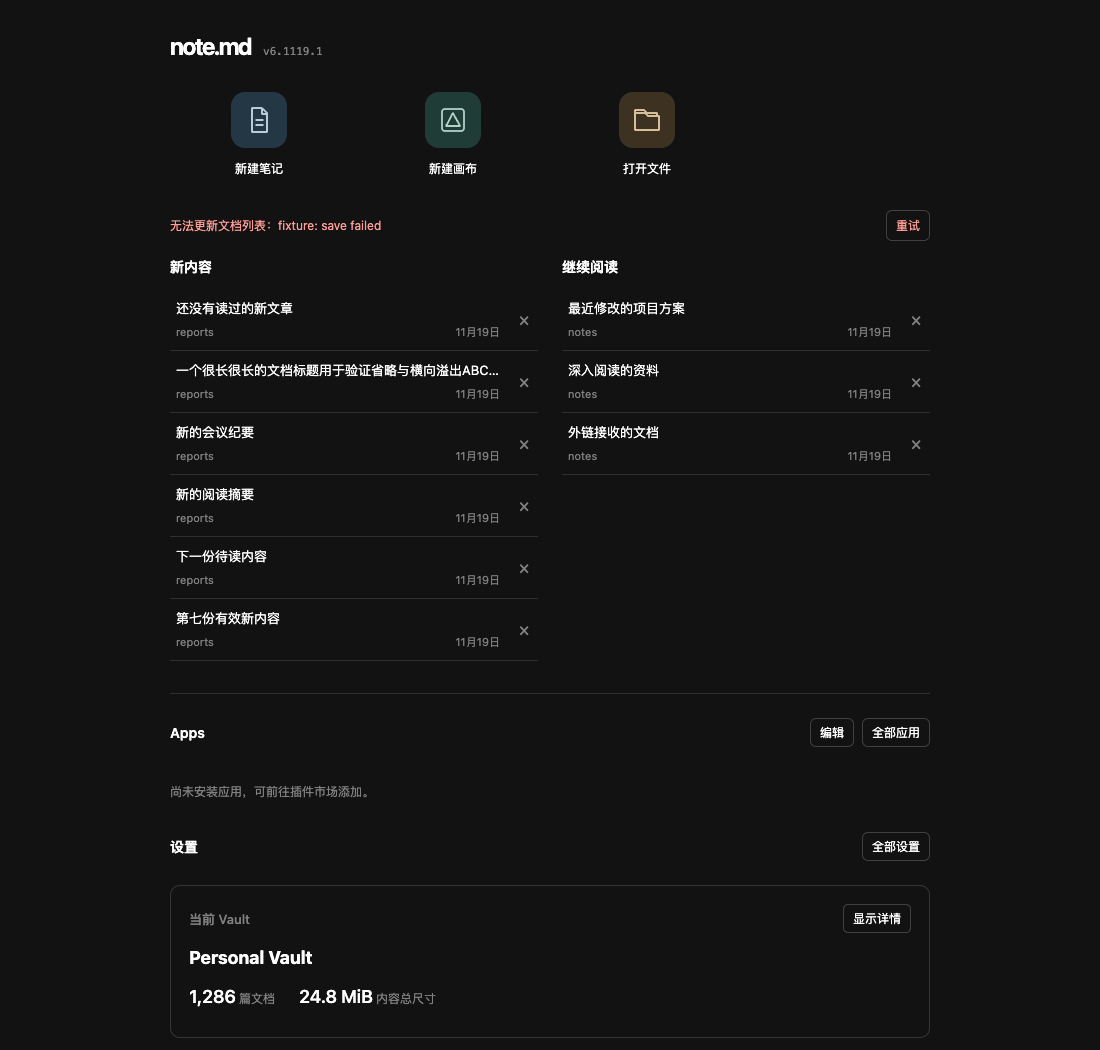 note.md v6.1119.1
新建笔记
新建画布
打开文件
无法更新文档列表：fixture: save failed
重试
新内容
还没有读过的新文章
reports 11月19日
一个很长很长的文档标题用于验证省略与横向溢出ABC...
reports 11月19日
新的会议纪要
reports 11月19日
新的阅读摘要
reports 11月19日
下一份待读内容
reports 11月19日
第七份有效新内容
reports 11月19日
继续阅读
最近修改的项目方案
notes 11月19日
深入阅读的资料
notes 11月19日
外链接收的文档
notes 11月19日
Apps
编辑
全部应用
尚未安装应用，可前往插件市场添加。
设置
全部设置
当前 Vault
显示详情
Personal Vault
1,286 篇文档 24.8 MiB 内容总尺寸